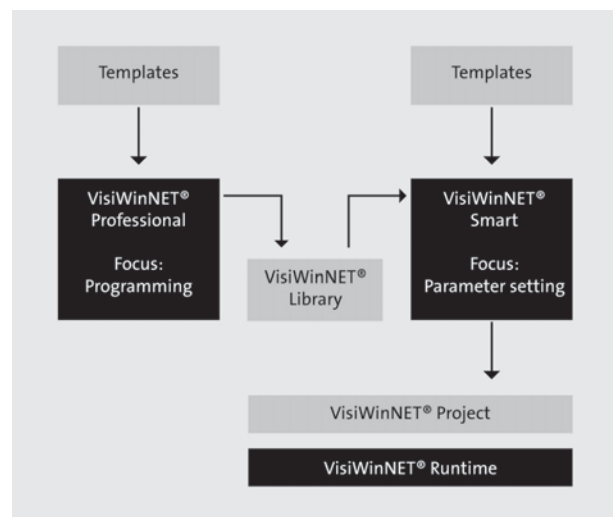 Templates
Templates
VisiWinNET®
Professional
Focus:
Programming
VisiWinNET®
Library
VisiWinNET®
Smart
Focus:
Parameter setting
VisiWinNET® Project
VisiWinNET® Runtime